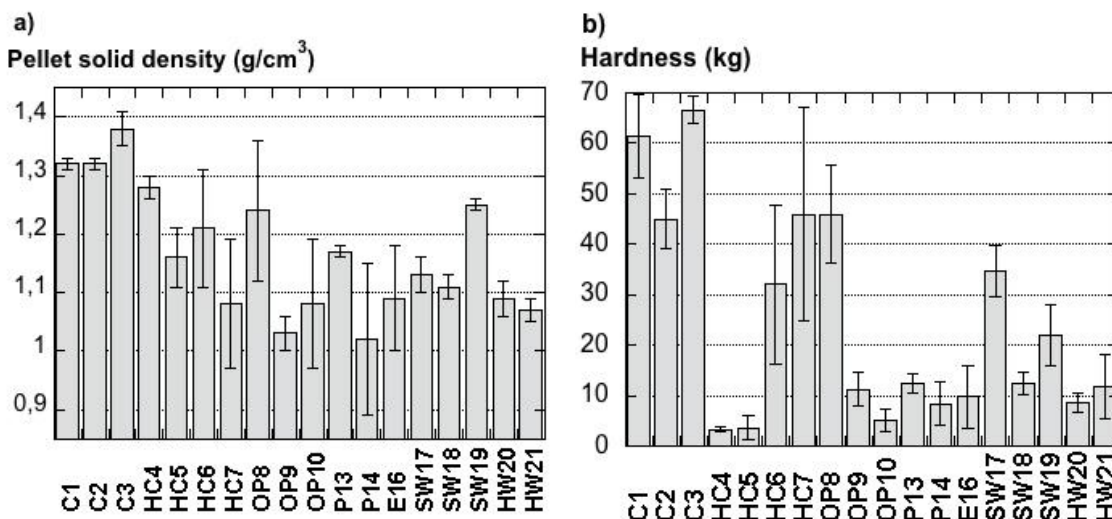 a)
Pellet solid density (g/cm³)
1,4
1,3
1,2
1,1
1
0,9
C1 C2 C3 HC4 HC5 HC6 HC7 OP8 OP9 OP10 P13 P14 E16 SW17 SW18 SW19 HW20 HW21
b)
Hardness (kg)
70
60
50
40
30
20
10
0
C1 C2 C3 HC4 HC5 HC6 HC7 OP8 OP9 OP10 P13 P14 E16 SW17 SW18 SW19 HW20 HW21